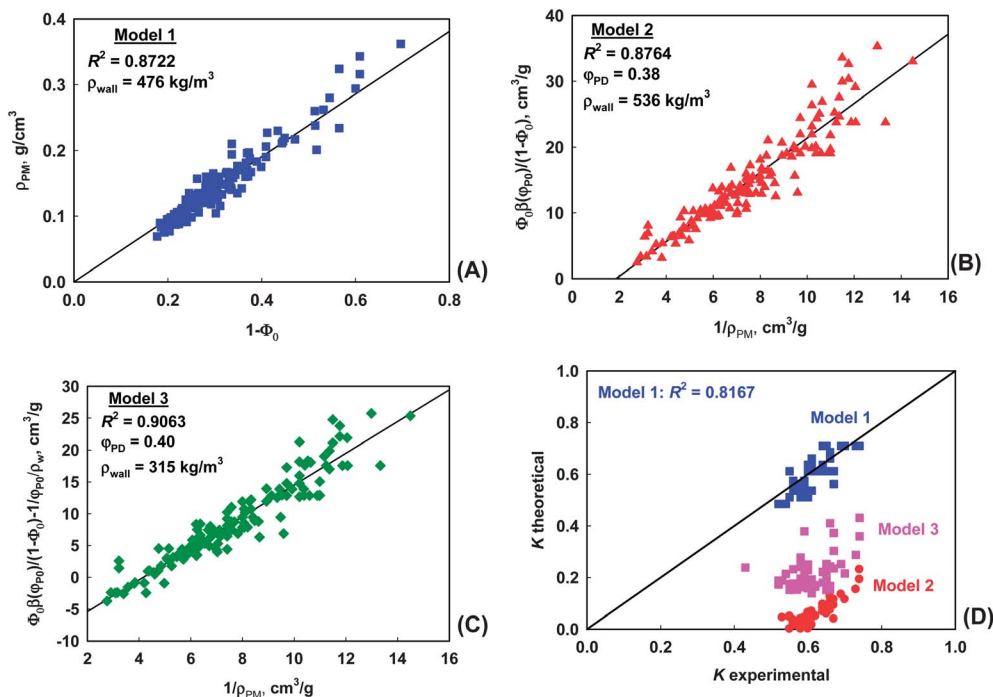 Model 1
R² = 0.8722
ρwall = 476 kg/m³
ρPM, g/cm³
0.4
0.3
0.2
0.1
0.0
0.0 0.2 0.4 0.6 0.8
1-Φ0
(A)
Model 2
R² = 0.8764
φPD = 0.38
ρwall = 536 kg/m³
Φ0β(φP0)/(1-Φ0), cm³/g
40
30
20
10
0
0 2 4 6 8 10 12 14 16
1/ρPM, cm³/g
(B)
Model 3
R² = 0.9063
φPD = 0.40
ρwall = 315 kg/m³
Φ0β(φP0)/(1-Φ0)-1/φP0/ρw, cm³/g
30
25
20
15
10
5
0
-5
-10
2 4 6 8 10 12 14 16
1/ρPM, cm³/g
(C)
Model 1: R² = 0.8167
Model 1
Model 3
Model 2
K theoretical
1.0
0.8
0.6
0.4
0.2
0.0
0.0 0.2 0.4 0.6 0.8 1.0
K experimental
(D)